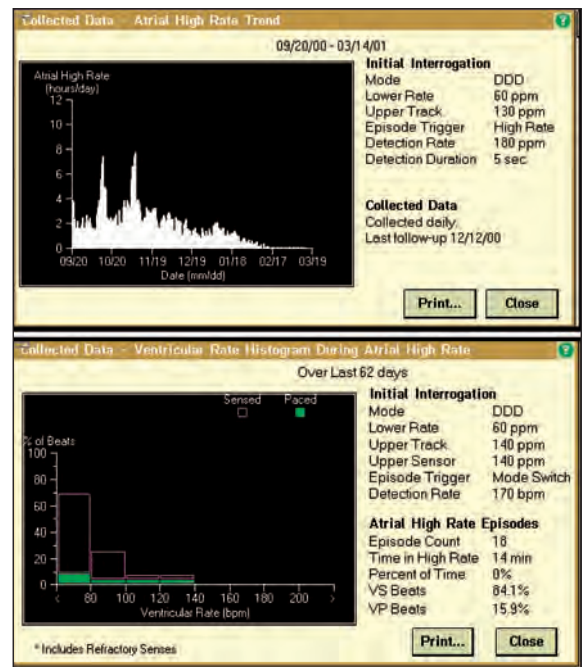 Collected Data - Atrial High Rate Trend
?
09/20/00 - 03/14/01
Atrial High Rate
(hours/day)
12
10
8
6
4
2
0
09/20 10/20 11/19 12/19 01/18 02/17 03/19
Date (mm/dd)
Initial Interrogation
Mode DDD
Lower Rate 60 ppm
Upper Track 130 ppm
Episode Trigger High Rate
Detection Rate 180 ppm
Detection Duration 5 sec
Collected Data
Collected daily.
Last follow-up 12/12/00
Print... Close
Collected Data - Ventricular Rate Histogram During Atrial High Rate
?
Over Last 62 days
Sensed Paced
% of Beats
100
80
60
40
20
0
< 80 100 120 140 160 180 200 >
Ventricular Rate (bpm)
* Includes Refractory Senses
Initial Interrogation
Mode DDD
Lower Rate 60 ppm
Upper Track 140 ppm
Upper Sensor 140 ppm
Episode Trigger Mode Switch
Detection Rate 170 bpm
Atrial High Rate Episodes
Episode Count 18
Time in High Rate 14 min
Percent of Time 0%
VS Beats 84.1%
VP Beats 15.9%
Print... Close